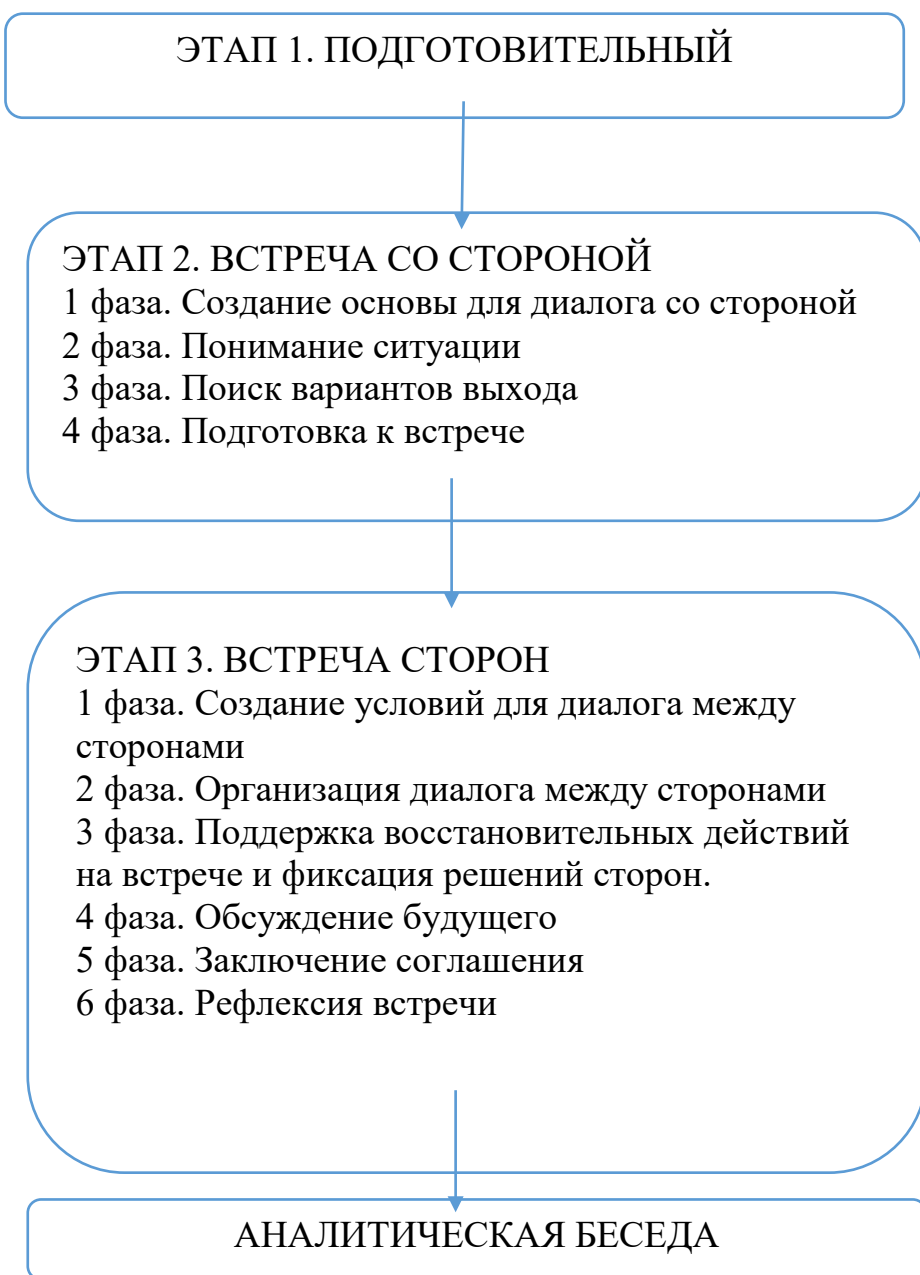 ЭТАП 1. ПОДГОТОВИТЕЛЬНЫЙ
ЭТАП 2. ВСТРЕЧА СО СТОРОНОЙ
1 фаза. Создание основы для диалога со стороной
2 фаза. Понимание ситуации
3 фаза. Поиск вариантов выхода
4 фаза. Подготовка к встрече
ЭТАП 3. ВСТРЕЧА СТОРОН
1 фаза. Создание условий для диалога между
сторонами
2 фаза. Организация диалога между сторонами
3 фаза. Поддержка восстановительных действий
на встрече и фиксация решений сторон.
4 фаза. Обсуждение будущего
5 фаза. Заключение соглашения
6 фаза. Рефлексия встречи
АНАЛИТИЧЕСКАЯ БЕСЕДА